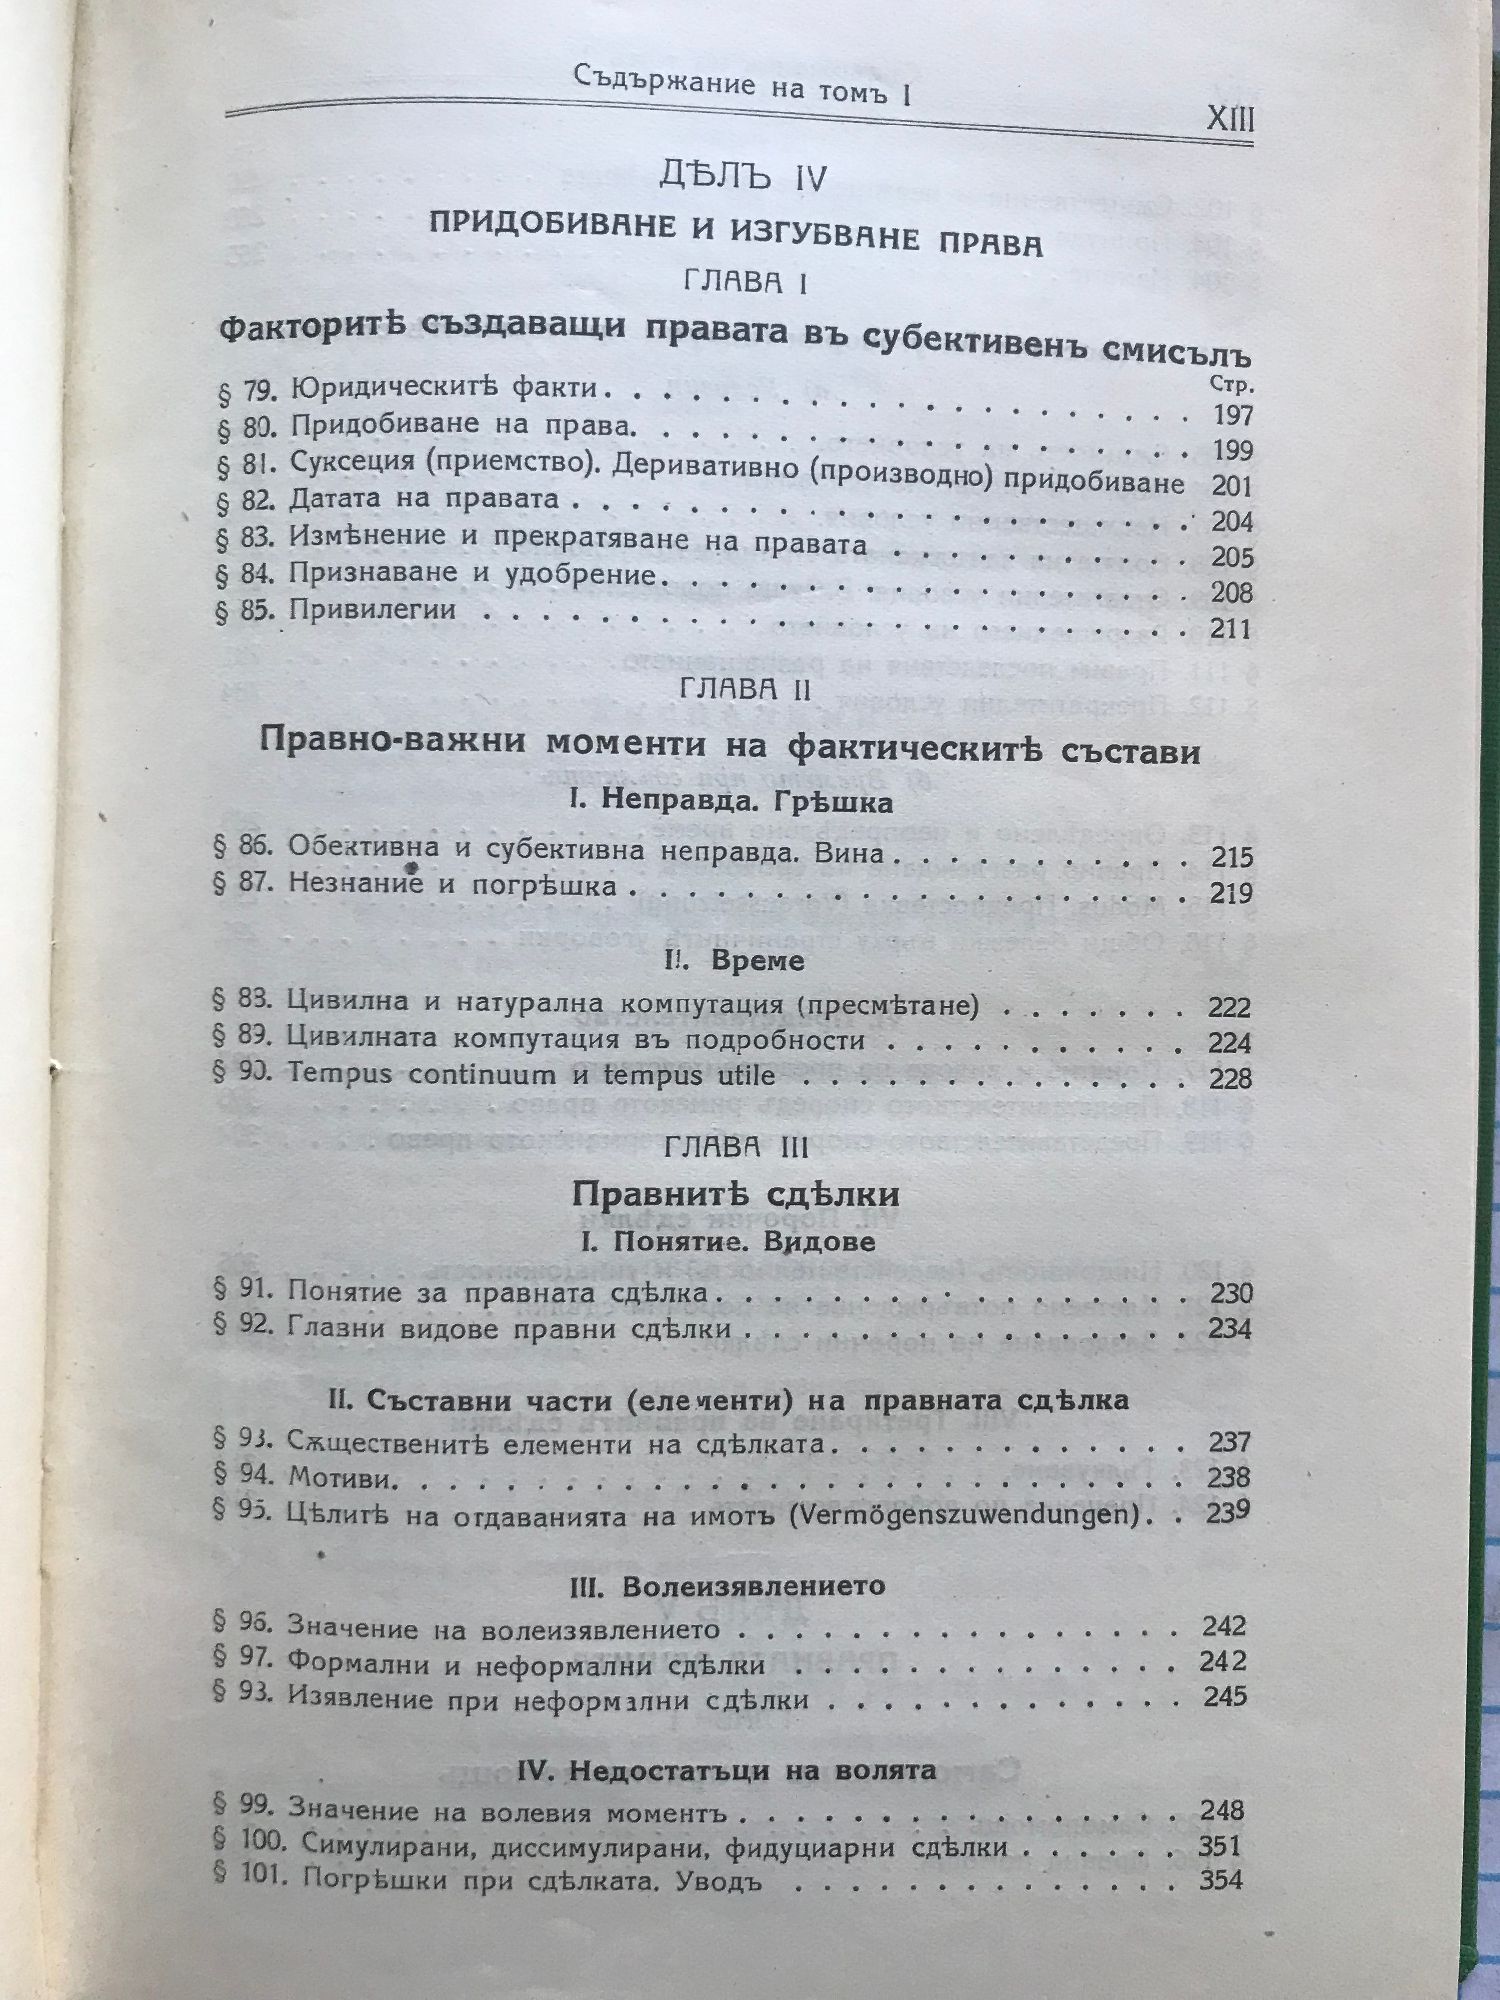 Съдържание на томъ I
XIII
ДѢЛЪ IV
ПРИДОБИВАНЕ И ИЗГУБВАНЕ ПРАВА
ГЛАВА I
Факторитѣ създаващи правата въ субективенъ смисълъ
Стр.
§ 79. Юридическитѣ факти . . . . . . . . . . . . . . . . . . . . . 197
§ 80. Придобиване на права. . . . . . . . . . . . . . . . . . . . 199
§ 81. Суксеция (приемство). Деривативно (производно) придобиване 201
§ 82. Датата на правата . . . . . . . . . . . . . . . . . . . . . . 204
§ 83. Измѣнение и прекратяване на правата . . . . . . . . . . . 205
§ 84. Признаване и удобрение. . . . . . . . . . . . . . . . . . . 208
§ 85. Привилегии . . . . . . . . . . . . . . . . . . . . . . . . . 211
ГЛАВА II
Правно-важни моменти на фактическитѣ състави
I. Неправда. Грѣшка
§ 86. Обективна и субективна неправда. Вина . . . . . . . . . . . 215
§ 87. Незнание и погрѣшка . . . . . . . . . . . . . . . . . . . . 219
II. Време
§ 88. Цивилна и натурална компутация (пресмѣтане) . . . . . . . 222
§ 89. Цивилната компутация въ подробности . . . . . . . . . . . 224
§ 90. Tempus continuum и tempus utile . . . . . . . . . . . . . . 228
ГЛАВА III
Правнитѣ сдѣлки
I. Понятие. Видове
§ 91. Понятие за правната сдѣлка . . . . . . . . . . . . . . . . . 230
§ 92. Глазни видове правни сдѣлки . . . . . . . . . . . . . . . . 234
II. Съставни части (елементи) на правната сдѣлка
§ 93. Сѫщественитѣ елементи на сдѣлката. . . . . . . . . . . . . 237
§ 94. Мотиви. . . . . . . . . . . . . . . . . . . . . . . . . . . . 238
§ 95. Цѣлитѣ на отдаванията на имотъ (Vermögenszuwendungen). . 239
III. Волеизявлението
§ 96. Значение на волеизявлението . . . . . . . . . . . . . . . . 242
§ 97. Формални и неформални сдѣлки . . . . . . . . . . . . . . . 242
§ 98. Изявление при неформални сдѣлки . . . . . . . . . . . . . 245
IV. Недостатъци на волята
§ 99. Значение на волевия моментъ . . . . . . . . . . . . . . . . 248
§ 100. Симулирани, диссимулирани, фидуциарни сдѣлки . . . . . . 351
§ 101. Погрѣшки при сдѣлката. Уводъ . . . . . . . . . . . . . . 354